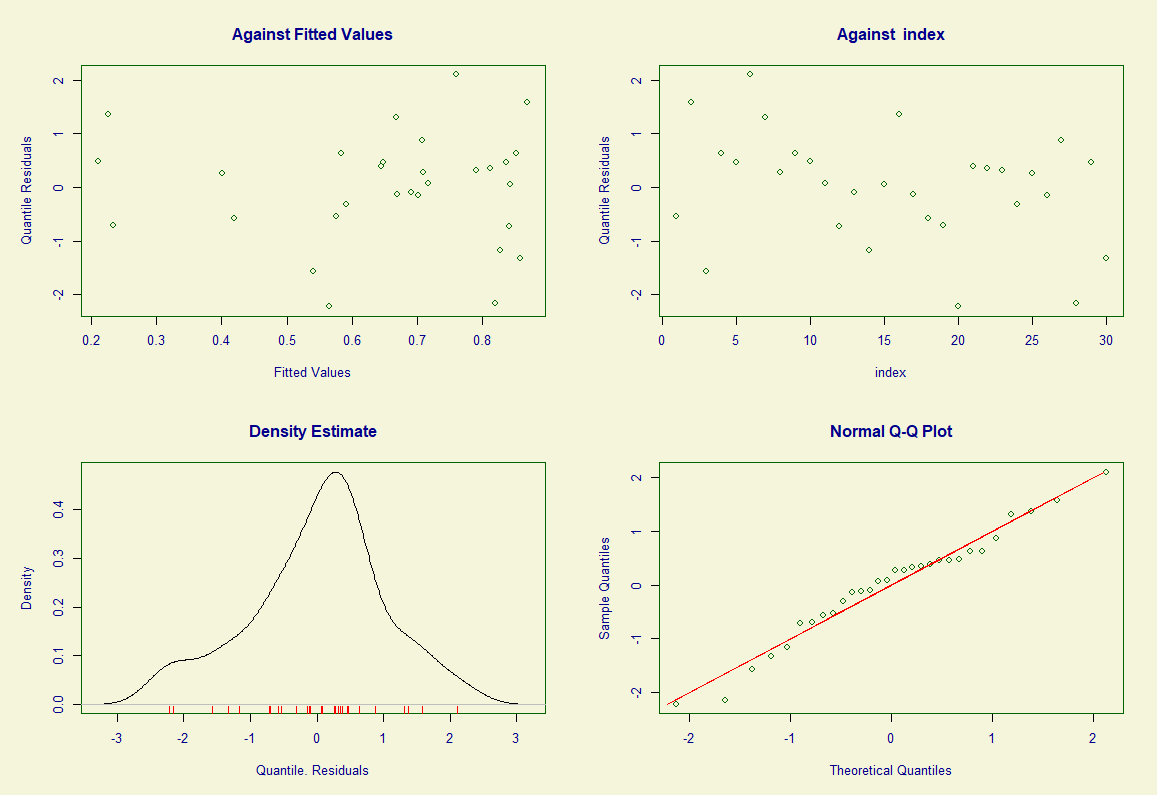 Against Fitted Values
Quantile Residuals
2
1
0
-1
-2
0.2 0.3 0.4 0.5 0.6 0.7 0.8
Fitted Values
Against  index
Quantile Residuals
2
1
0
-1
-2
0 5 10 15 20 25 30
index
Density Estimate
Density
0.4
0.3
0.2
0.1
0.0
-3 -2 -1 0 1 2 3
Quantile. Residuals
Normal Q-Q Plot
Sample Quantiles
2
1
0
-1
-2
-2 -1 0 1 2
Theoretical Quantiles